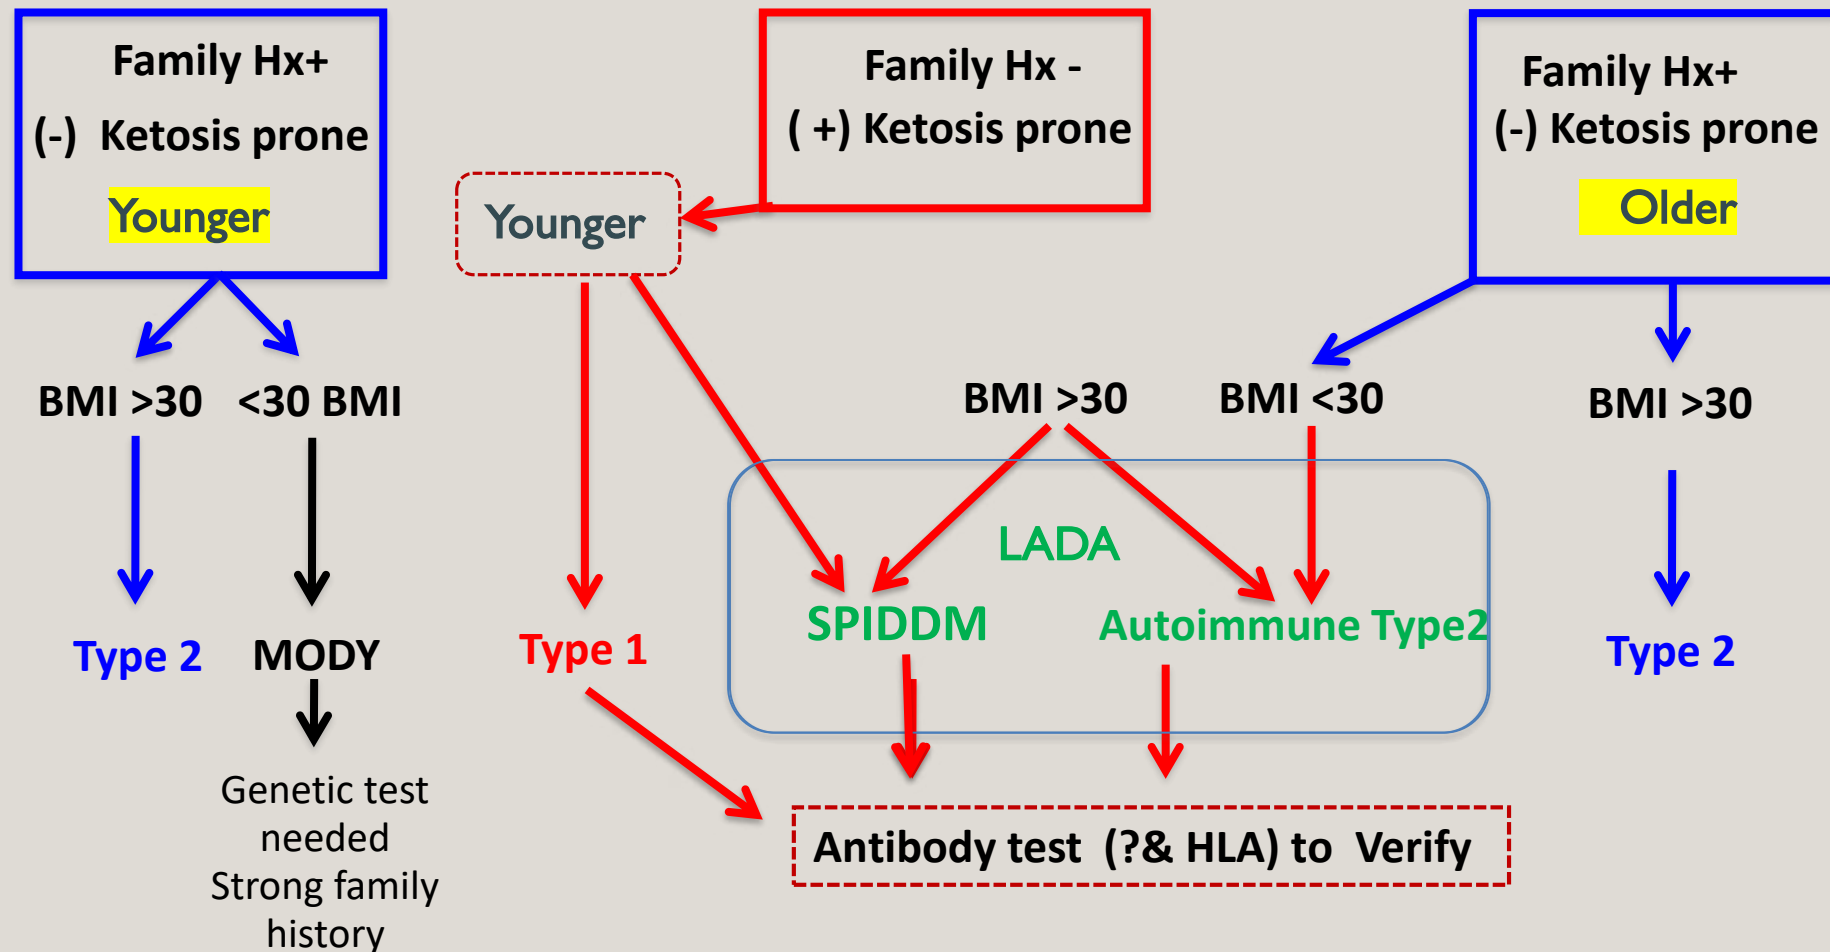 Family Hx+
(-) Ketosis prone
Younger
Family Hx -
( +) Ketosis prone
Younger
Family Hx+
(-) Ketosis prone
Older
BMI >30
<30 BMI
BMI >30
BMI <30
BMI >30
LADA
SPIDDM
Autoimmune Type2
Type 2
MODY
Type 1
Type 2
Genetic test
needed
Strong family
history
Antibody test (?& HLA) to Verify